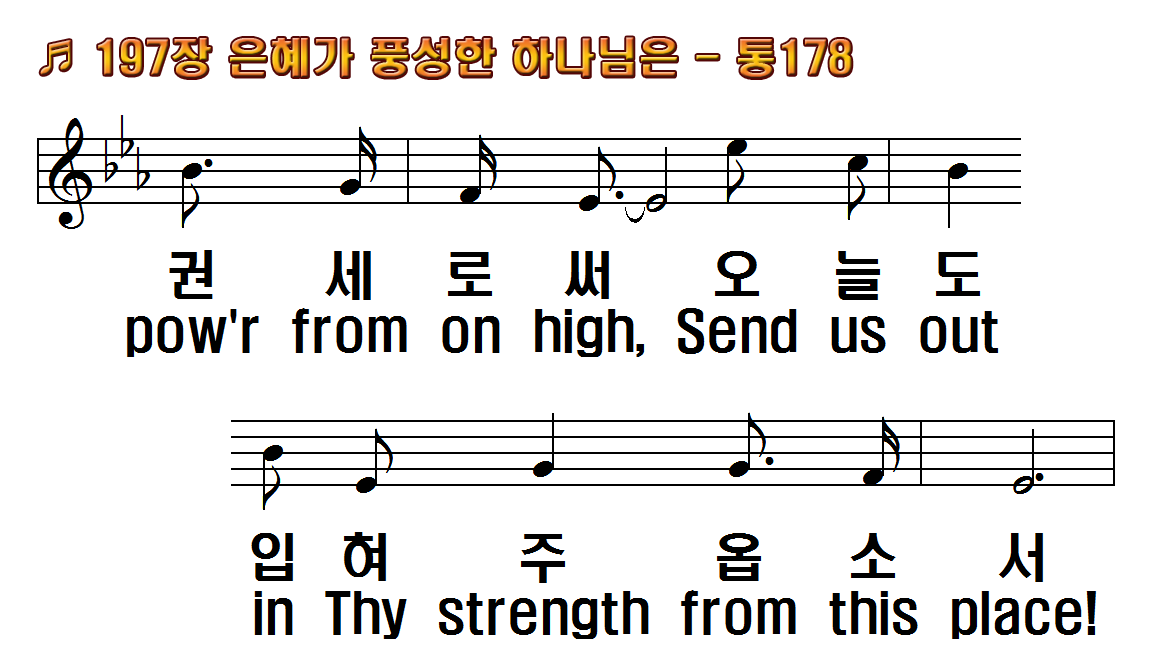 ♬ 197장 은혜가 풍성한 하나님은 - 통178
권 세 로 써 오 늘 도
pow'r from on high, Send us out
입 혀 주 옵 소 서
in Thy strength from this place!